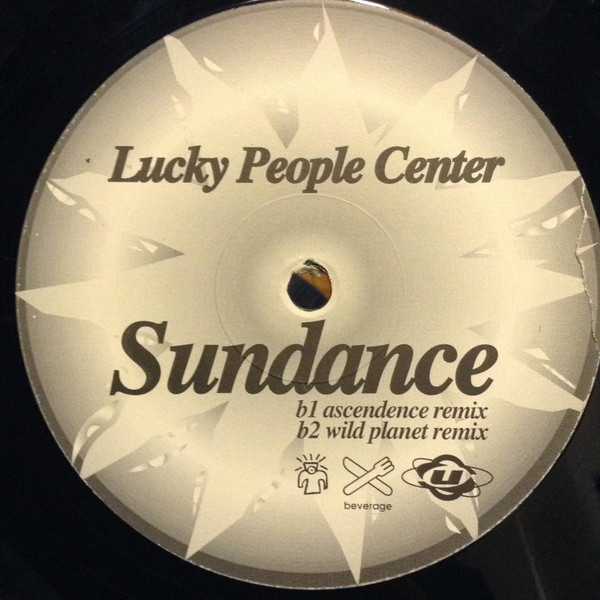 Lucky People Center
Sundance
b1 ascendence remix
b2 wild planet remix
beverage
u